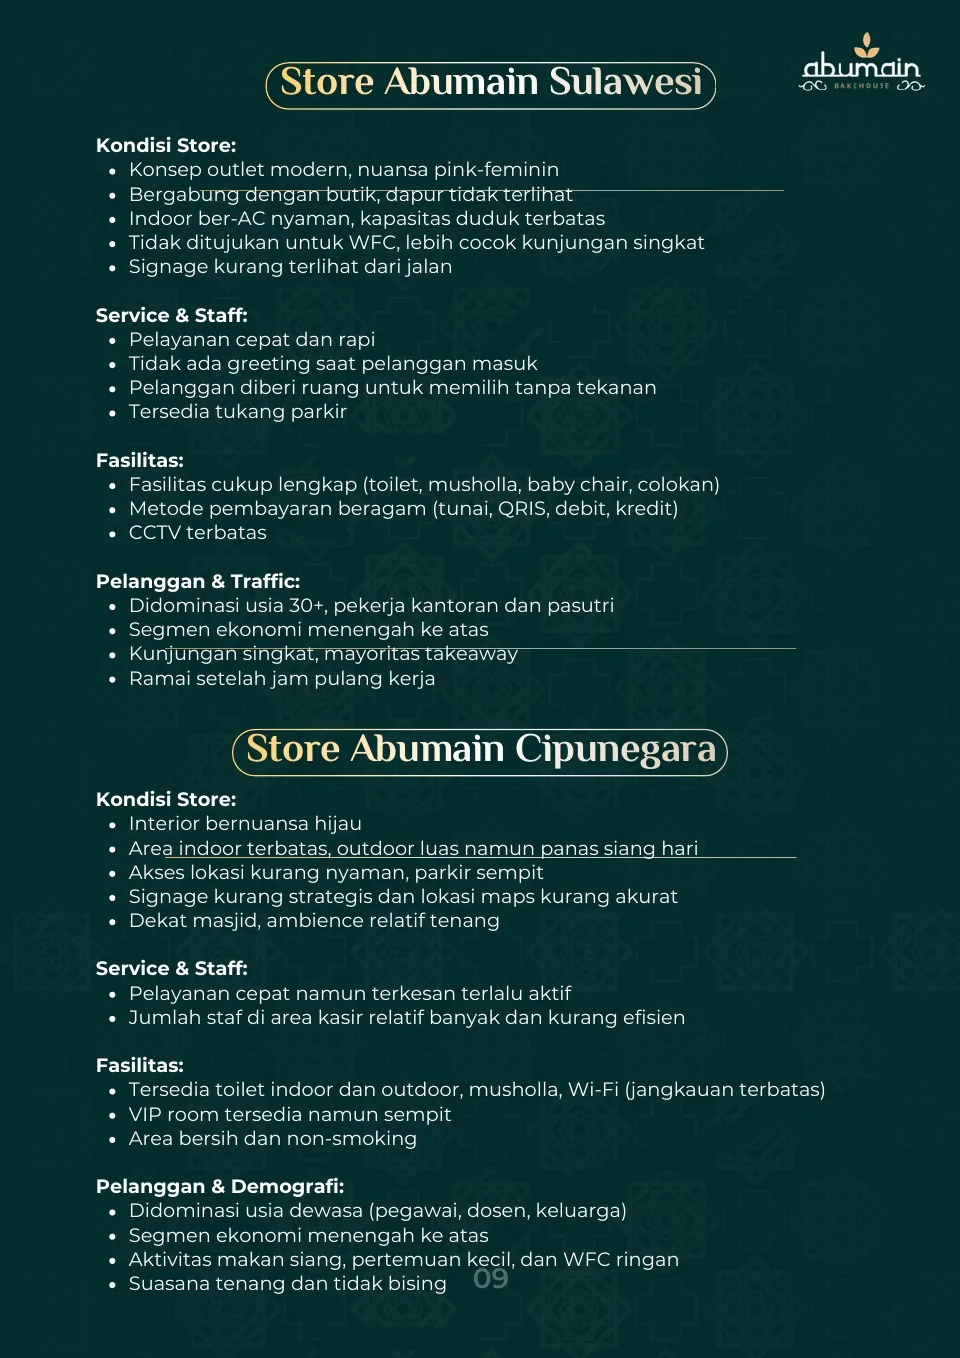 abumain
BAKEHOUSE
Store Abumain Sulawesi
Kondisi Store:
• Konsep outlet modern, nuansa pink-feminin
• Bergabung dengan butik, dapur tidak terlihat
• Indoor ber-AC nyaman, kapasitas duduk terbatas
• Tidak ditujukan untuk WFC, lebih cocok kunjungan singkat
• Signage kurang terlihat dari jalan
Service & Staff:
• Pelayanan cepat dan rapi
• Tidak ada greeting saat pelanggan masuk
• Pelanggan diberi ruang untuk memilih tanpa tekanan
• Tersedia tukang parkir
Fasilitas:
• Fasilitas cukup lengkap (toilet, musholla, baby chair, colokan)
• Metode pembayaran beragam (tunai, QRIS, debit, kredit)
• CCTV terbatas
Pelanggan & Traffic:
• Didominasi usia 30+, pekerja kantoran dan pasutri
• Segmen ekonomi menengah ke atas
• Kunjungan singkat, mayoritas takeaway
• Ramai setelah jam pulang kerja
Store Abumain Cipunegara
Kondisi Store:
• Interior bernuansa hijau
• Area indoor terbatas, outdoor luas namun panas siang hari
• Akses lokasi kurang nyaman, parkir sempit
• Signage kurang strategis dan lokasi maps kurang akurat
• Dekat masjid, ambience relatif tenang
Service & Staff:
• Pelayanan cepat namun terkesan terlalu aktif
• Jumlah staf di area kasir relatif banyak dan kurang efisien
Fasilitas:
• Tersedia toilet indoor dan outdoor, musholla, Wi-Fi (jangkauan terbatas)
• VIP room tersedia namun sempit
• Area bersih dan non-smoking
Pelanggan & Demografi:
• Didominasi usia dewasa (pegawai, dosen, keluarga)
• Segmen ekonomi menengah ke atas
• Aktivitas makan siang, pertemuan kecil, dan WFC ringan
• Suasana tenang dan tidak bising
09